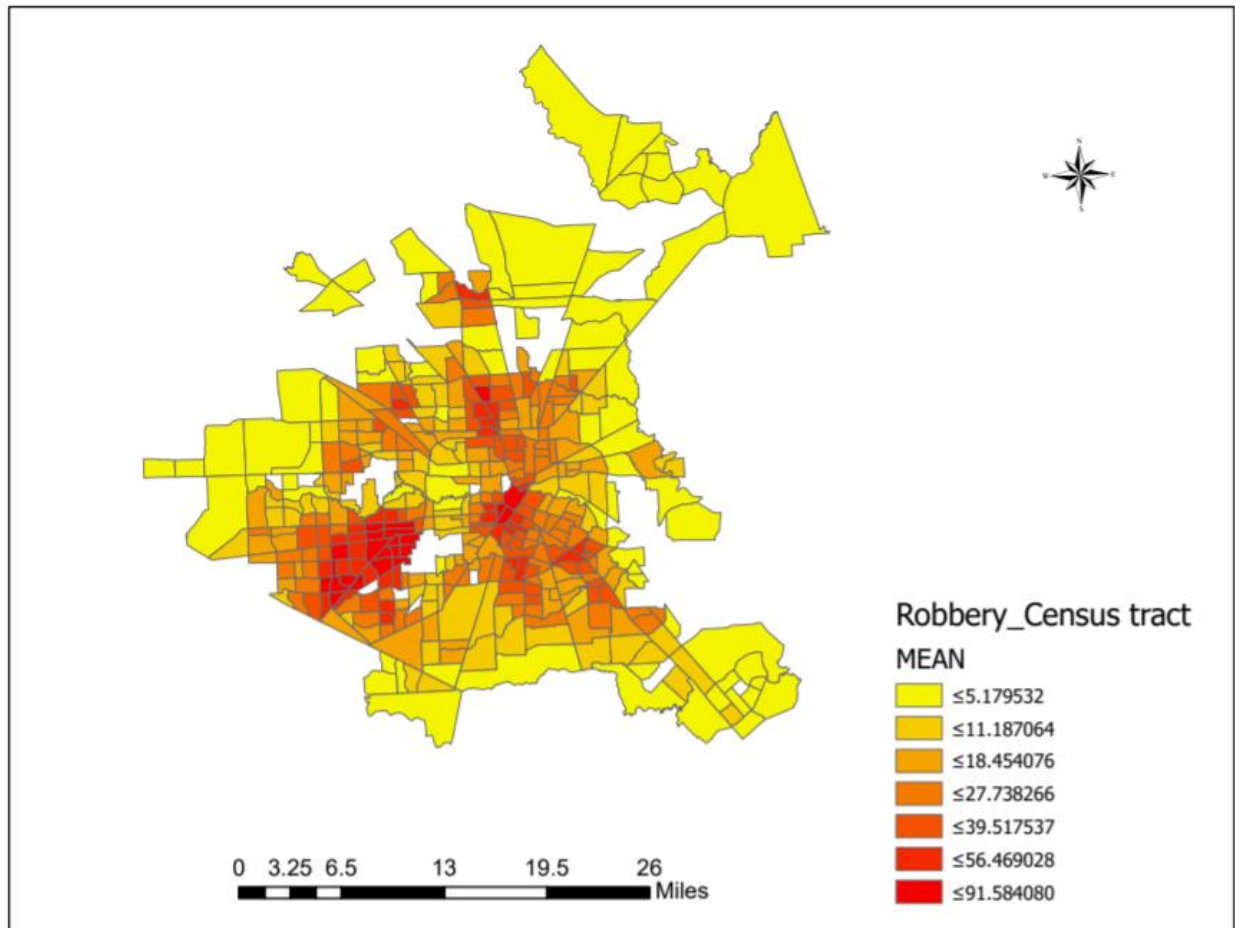 N
W E
S
Robbery_Census tract
MEAN
≤5.179532
≤11.187064
≤18.454076
≤27.738266
≤39.517537
≤56.469028
≤91.584080
0 3.25 6.5 13 19.5 26
Miles